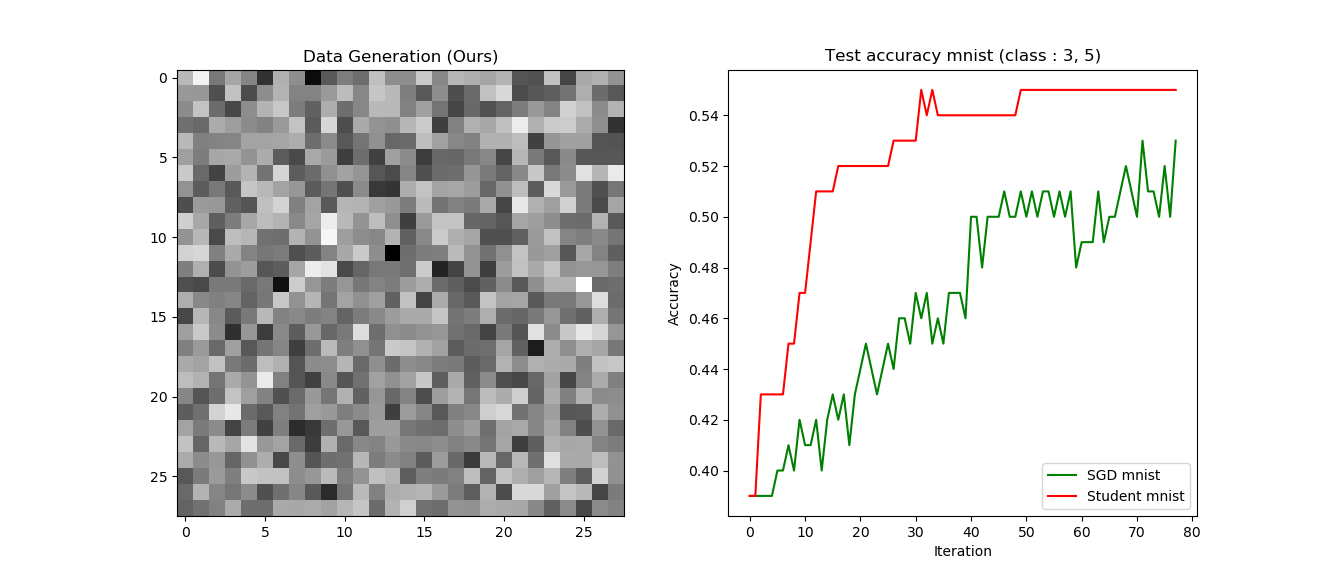 Data Generation (Ours)
0
5
10
15
20
25
0 5 10 15 20 25
Test accuracy mnist (class : 3, 5)
Accuracy
0.54
0.52
0.50
0.48
0.46
0.44
0.42
0.40
SGD mnist
Student mnist
0 10 20 30 40 50 60 70 80
Iteration